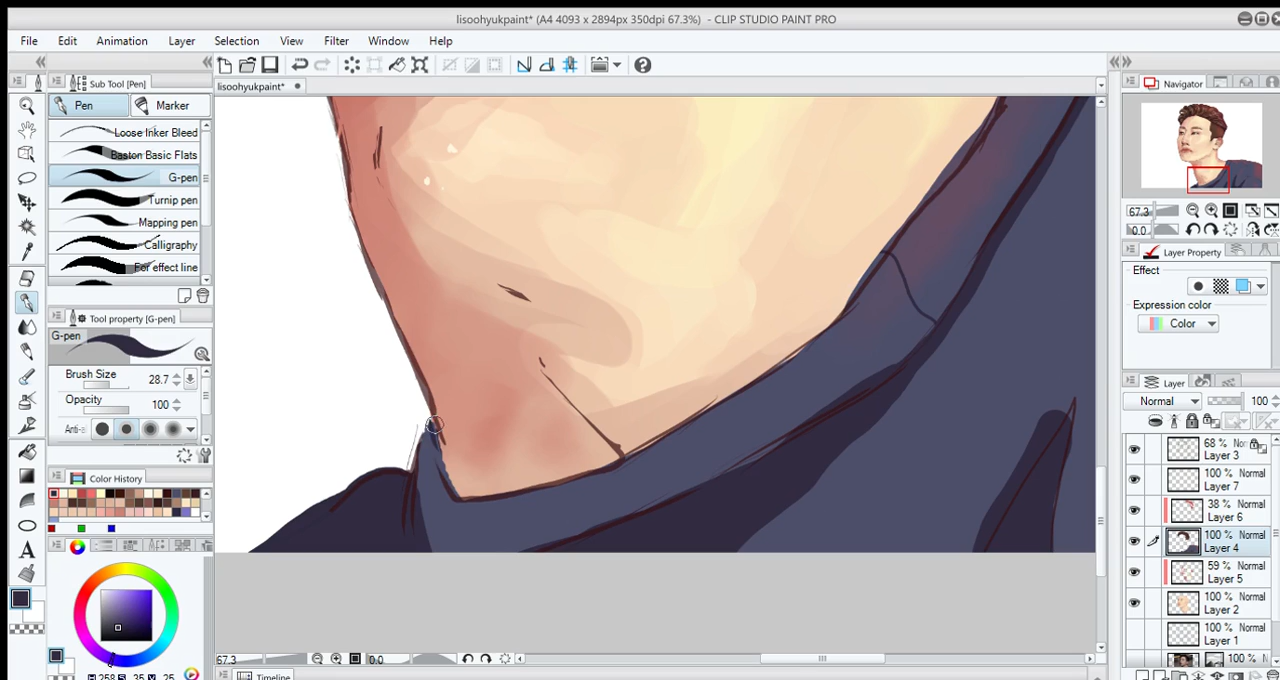 lisoohyukpaint* (A4 4093 x 2894px 350dpi 67.3%)  - CLIP STUDIO PAINT PRO
File Edit Animation Layer Selection View Filter Window Help
Sub Tool [Pen]
lisoohyukpaint*
Navigator
Pen Marker
Loose Inker Bleed
Baston Basic Flats
G-pen
Turnip pen
Mapping pen
Calligraphy
For effect line
67.3
0.0
Layer Property
Effect
Expression color
Color
Tool property [G-pen]
G-pen
Brush Size 28.7
Opacity 100
Anti-a
Color History
Layer
Normal 100
68 % Nor
Layer 3
100 % Normal
Layer 7
38 % Normal
Layer 6
100 % Normal
Layer 4
59 % Normal
Layer 5
100 % Normal
Layer 2
100 % Normal
Layer 1
100 % N
67.3 0.0
H 258 S 35 V 25
Timeline